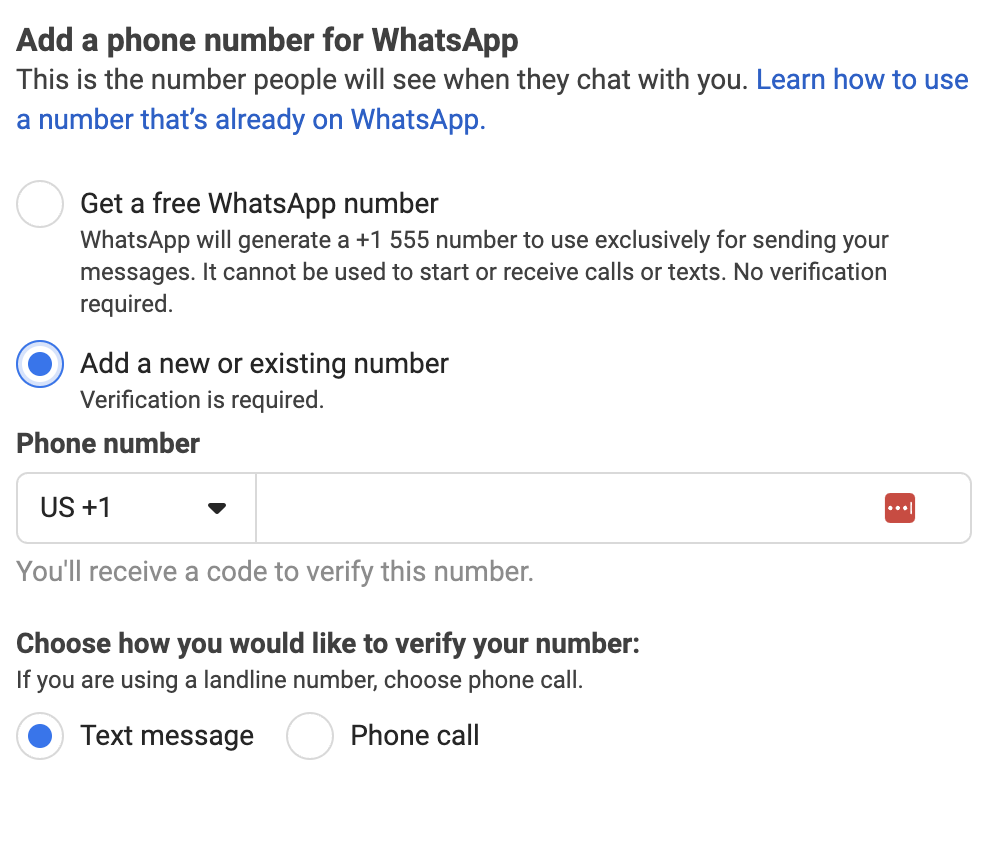 Add a phone number for WhatsApp
This is the number people will see when they chat with you. Learn how to use
a number that’s already on WhatsApp.
Get a free WhatsApp number
WhatsApp will generate a +1 555 number to use exclusively for sending your
messages. It cannot be used to start or receive calls or texts. No verification
required.
Add a new or existing number
Verification is required.
Phone number
US +1
You'll receive a code to verify this number.
Choose how you would like to verify your number:
If you are using a landline number, choose phone call.
Text message Phone call